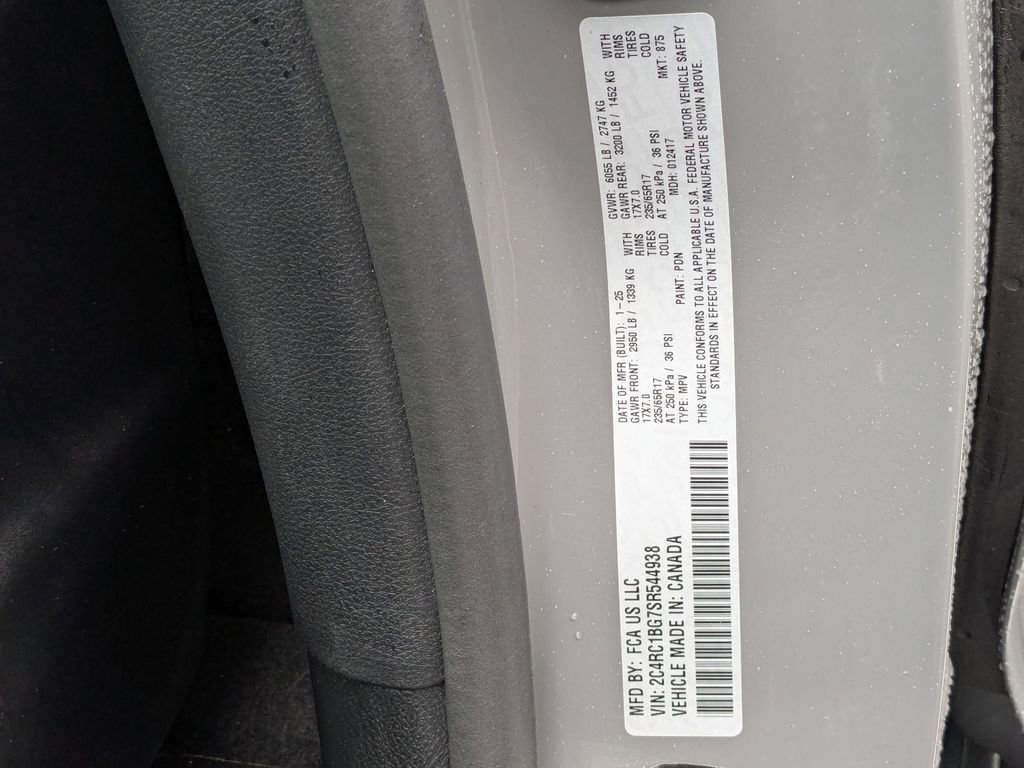 MFD BY: FCA US LLC
VIN: 2C4RC1BG7SR544938
VEHICLE MADE IN: CANADA
DATE OF MFR (BUILT): 1-25
GAWR FRONT: 2950 LB / 1339 KG WITH
17X7.0 RIMS
235/65R17 TIRES
AT 250 kPa / 36 PSI COLD
TYPE: MPV PAINT: PDN
GVWR: 6055 LB / 2747 KG
GAWR REAR: 3200 LB / 1452 KG WITH
17X7.0 RIMS
235/65R17 TIRES
AT 250 kPa / 36 PSI COLD
MDH: 012417 MKT: 875
THIS VEHICLE CONFORMS TO ALL APPLICABLE U.S.A. FEDERAL MOTOR VEHICLE SAFETY
STANDARDS IN EFFECT ON THE DATE OF MANUFACTURE SHOWN ABOVE.